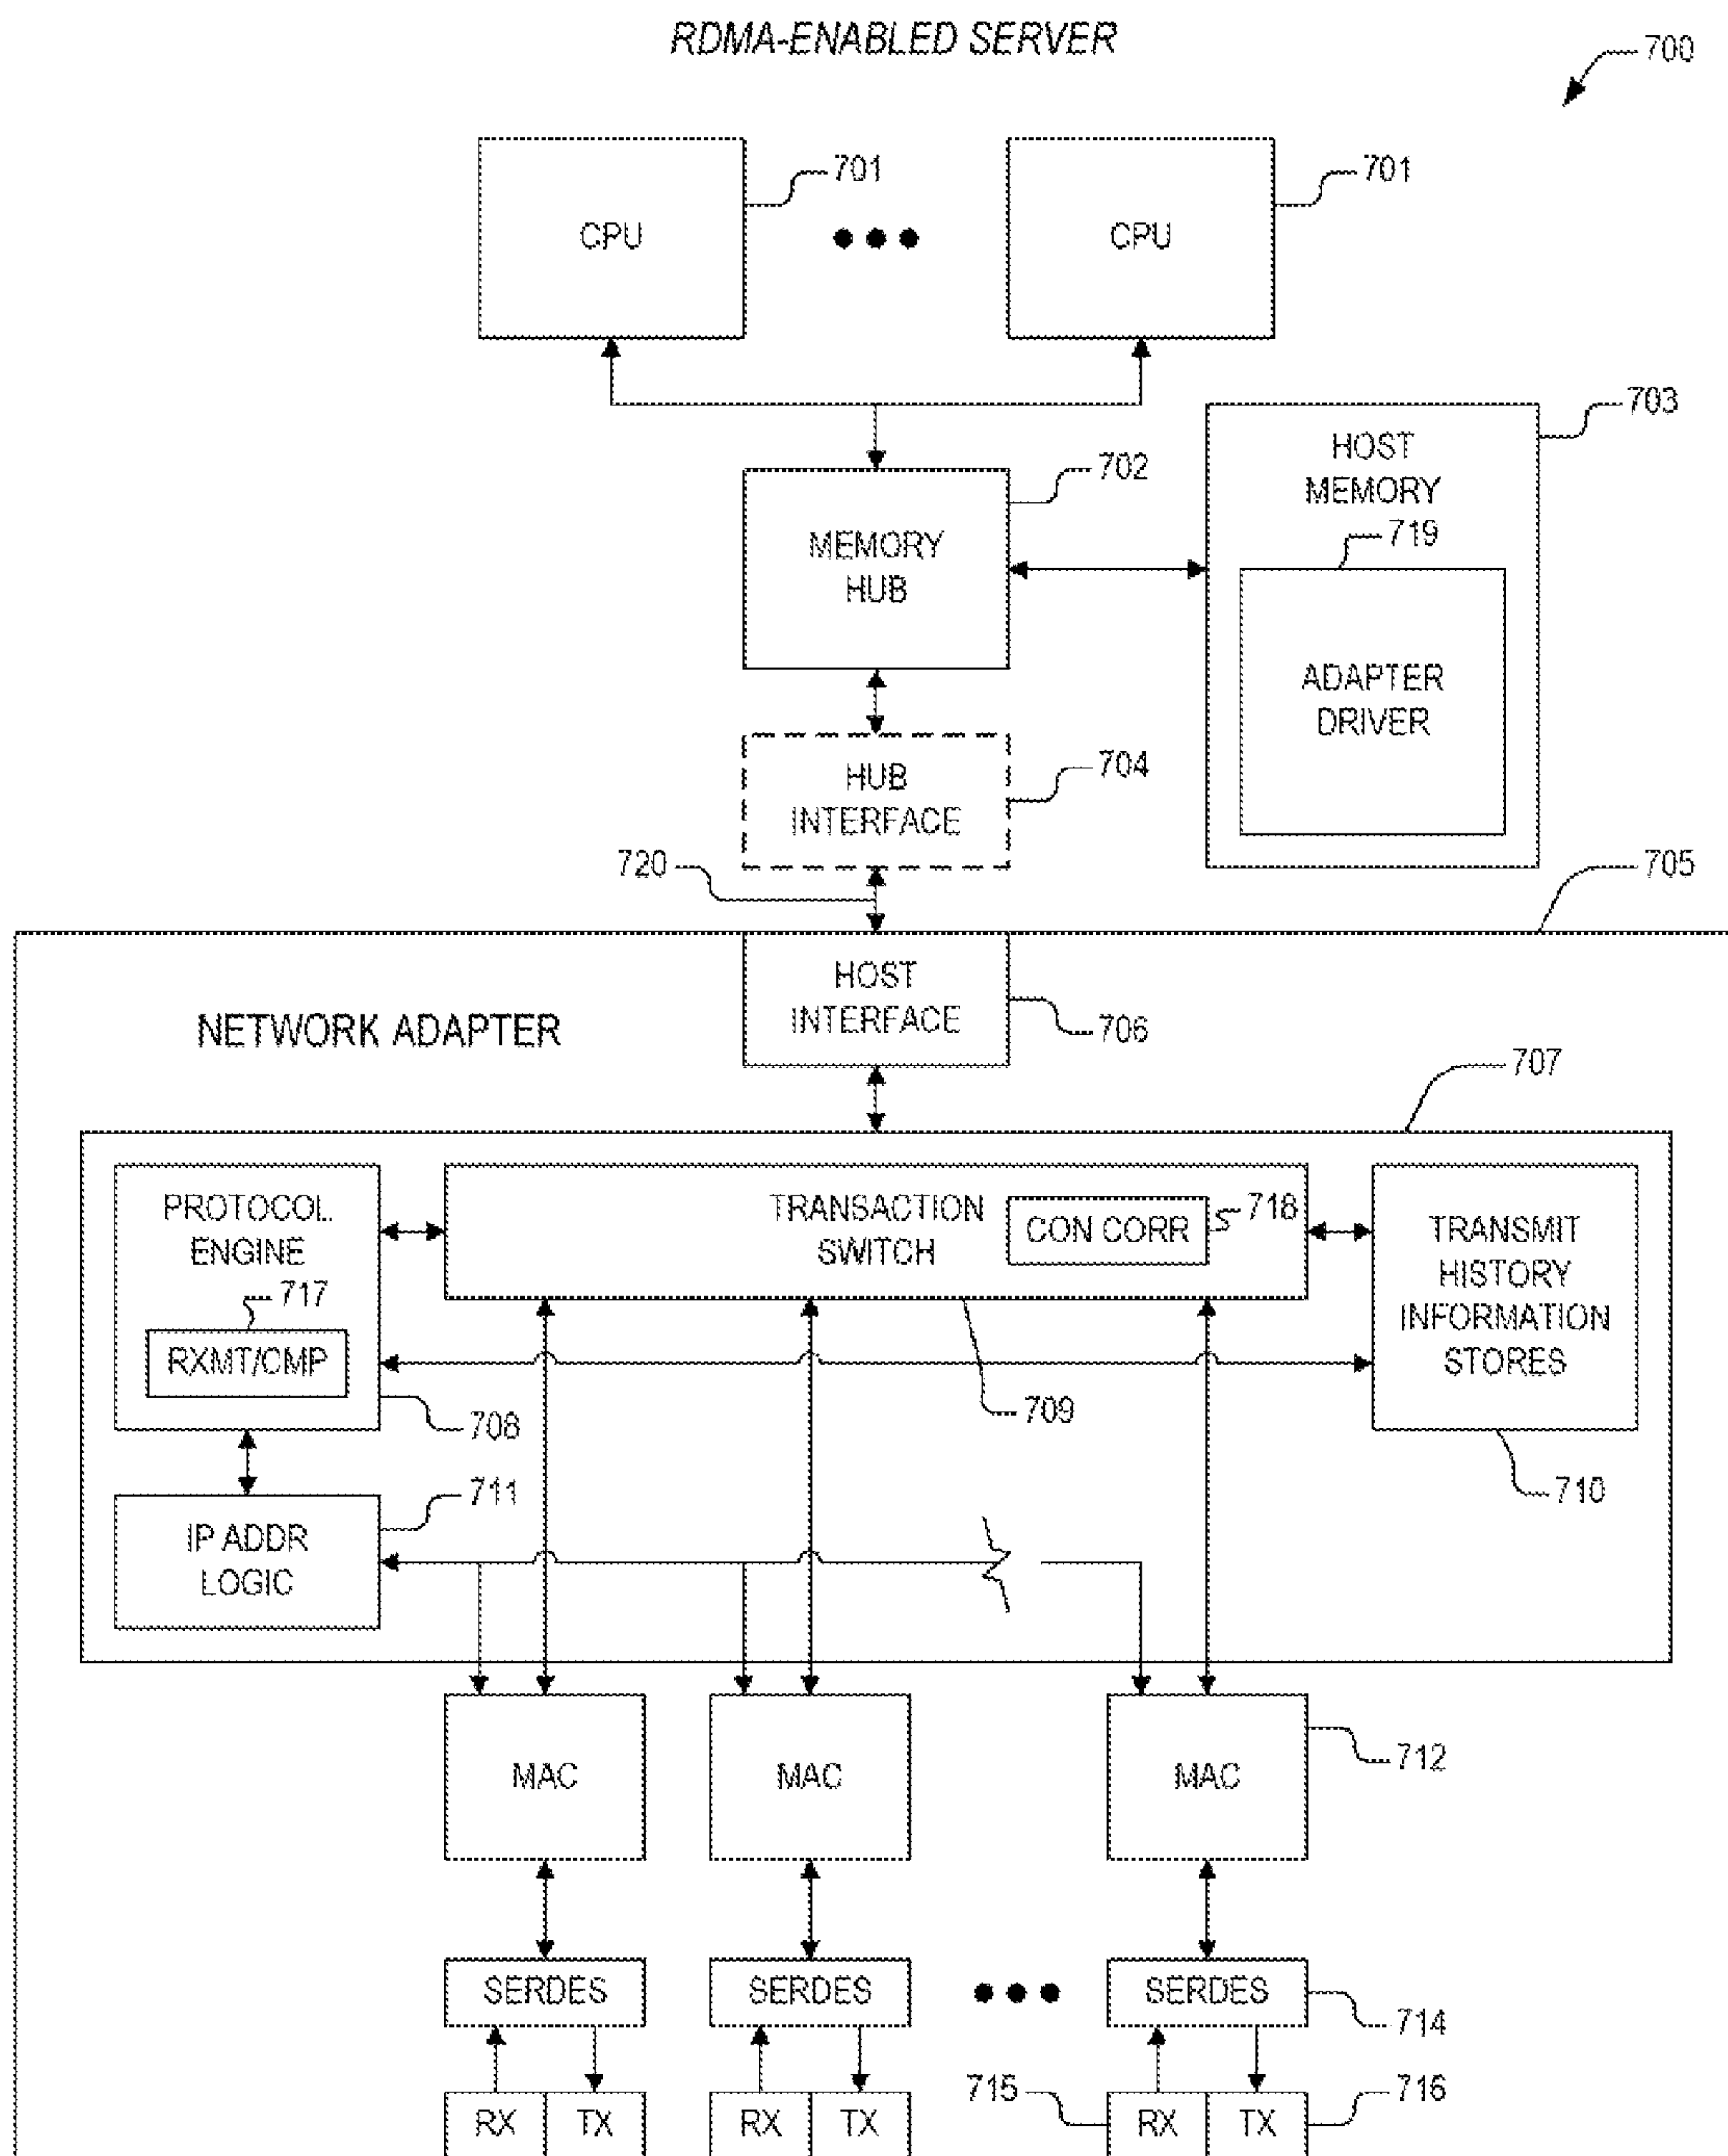 RDMA-ENABLED SERVER
700
701
701
CPU
CPU
703
HOST
MEMORY
702
719
MEMORY
HUB
ADAPTER
DRIVER
704
HUB
INTERFACE
720
705
HOST
INTERFACE
706
NETWORK ADAPTER
707
PROTOCOL
ENGINE
TRANSACTION
SWITCH
CON CORR
718
TRANSMIT
HISTORY
INFORMATION
STORES
717
RXMT/CMP
708
709
710
711
IP ADDR
LOGIC
MAC
MAC
MAC
712
SERDES
SERDES
SERDES
714
715
716
RX
TX
RX
TX
RX
TX